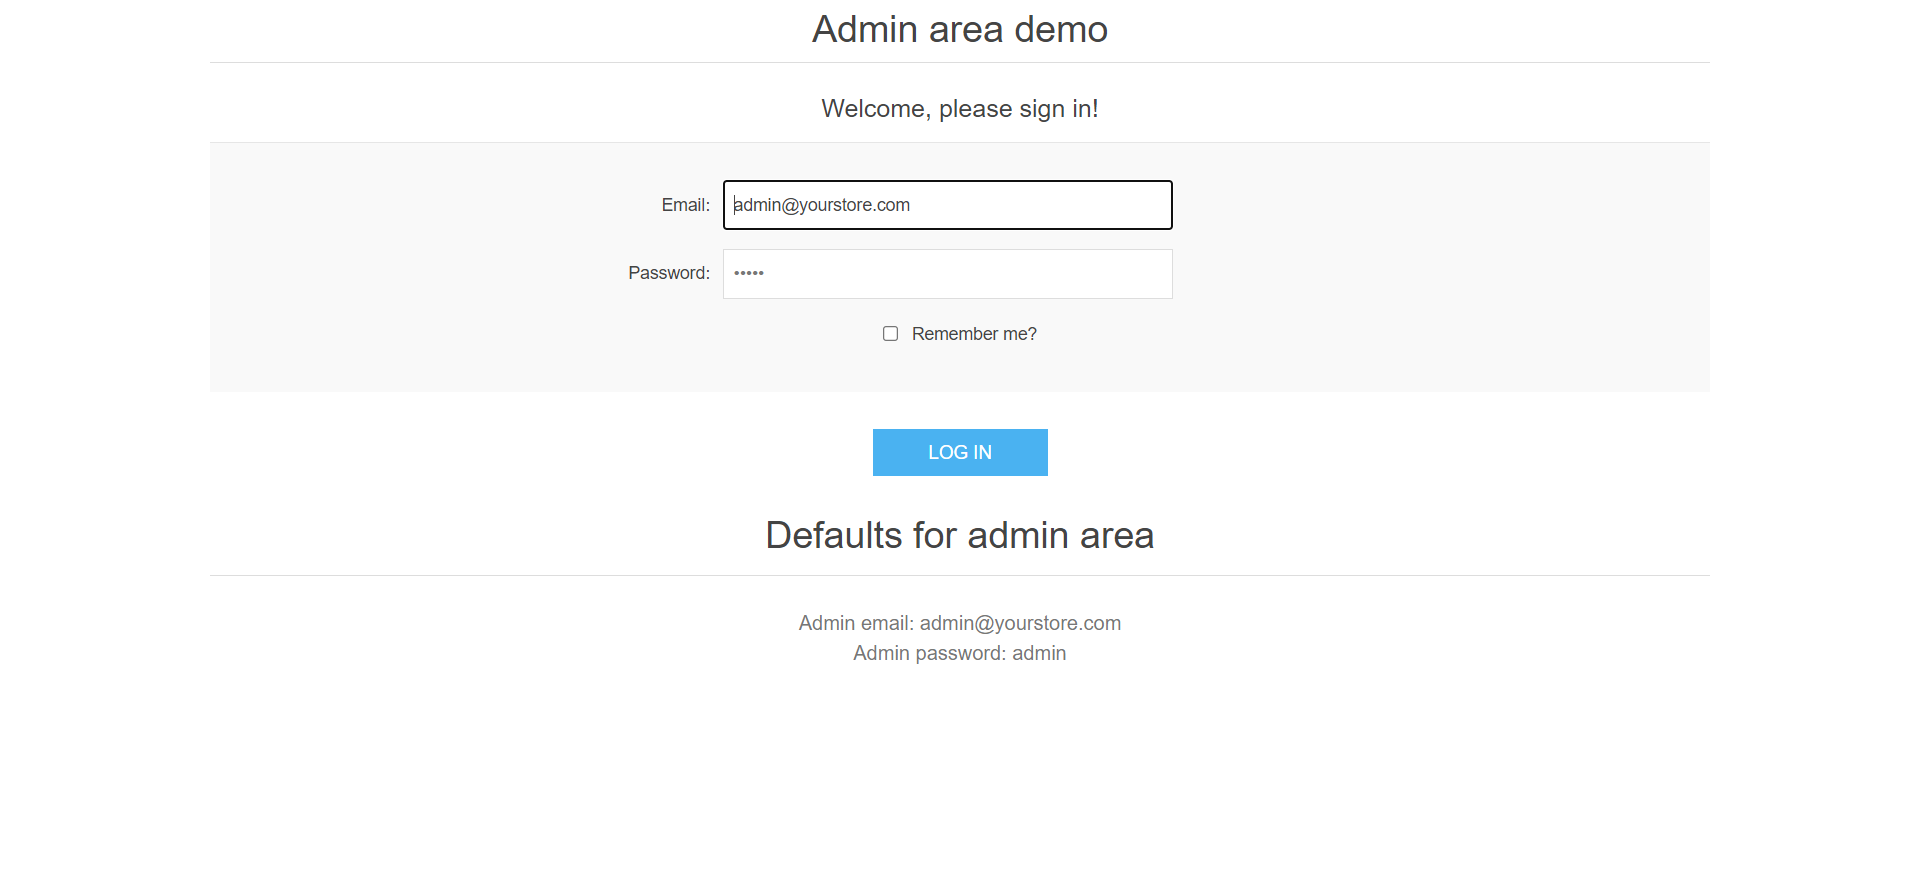 Admin area demo
Welcome, please sign in!
Email: admin@yourstore.com
Password: •••••
Remember me?
LOG IN
Defaults for admin area
Admin email: admin@yourstore.com
Admin password: admin